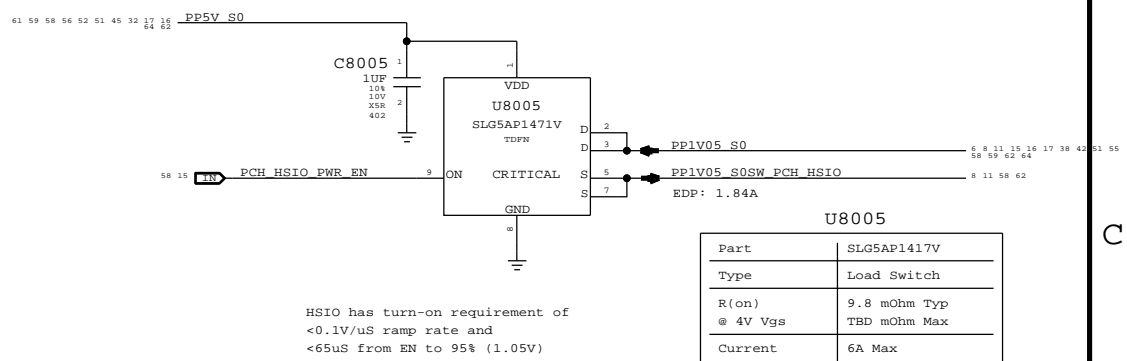 61 59 58 56 52 51 45 32 17 16 PP5V_S0
64 62
C8005 1
1UF
10%
10V
X5R 2
402
1
VDD
U8005
SLG5AP1471V
TDFN
D 2
D 3 PP1V05_S0 6 8 11 15 16 17 38 42 51 55
58 59 62 64
58 15 IN PCH_HSIO_PWR_EN 9 ON CRITICAL S 5 PP1V05_S0SW_PCH_HSIO 8 11 58 62
S 7 EDP: 1.84A
GND
8
C
U8005
Part SLG5AP1417V
Type Load Switch
R(on) 9.8 mOhm Typ
@ 4V Vgs TBD mOhm Max
Current 6A Max
HSIO has turn-on requirement of
<0.1V/uS ramp rate and
<65uS from EN to 95% (1.05V)